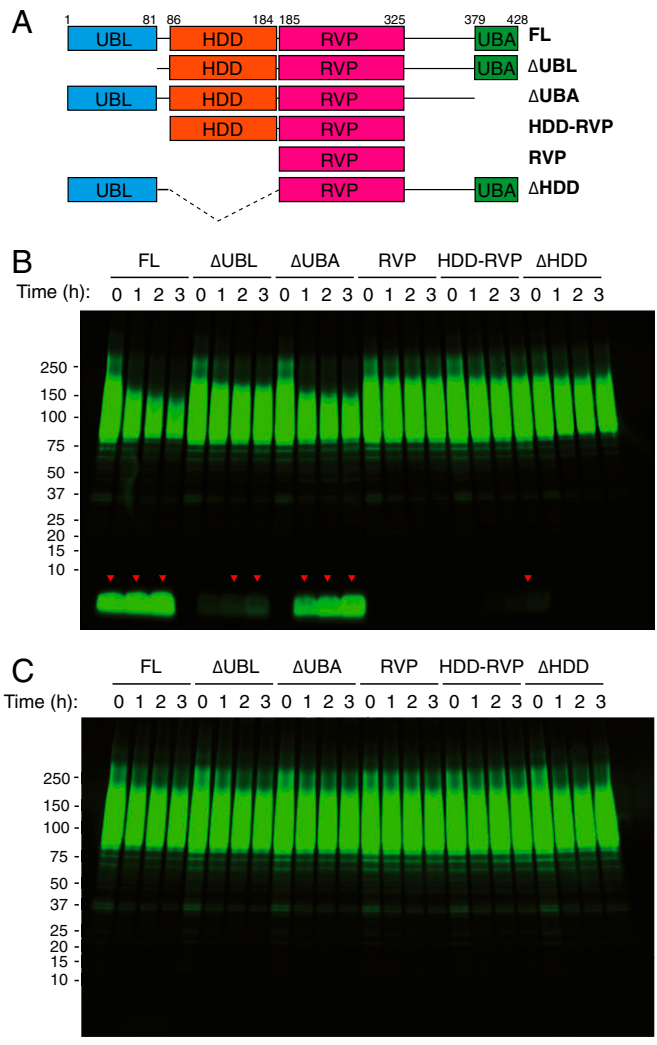 A
1 81 86 184 185 325 379 428
UBL HDD RVP UBA FL
HDD RVP UBA ΔUBL
UBL HDD RVP ΔUBA
HDD RVP HDD-RVP
RVP RVP
UBL RVP UBA ΔHDD
B
FL ΔUBL ΔUBA RVP HDD-RVP ΔHDD
Time (h): 0 1 2 3 0 1 2 3 0 1 2 3 0 1 2 3 0 1 2 3 0 1 2 3
250 -
150 -
100 -
75 -
50 -
37 -
25 -
20 -
15 -
10 -
C
FL ΔUBL ΔUBA RVP HDD-RVP ΔHDD
Time (h): 0 1 2 3 0 1 2 3 0 1 2 3 0 1 2 3 0 1 2 3 0 1 2 3
250 -
150 -
100 -
75 -
50 -
37 -
25 -
20 -
15 -
10 -